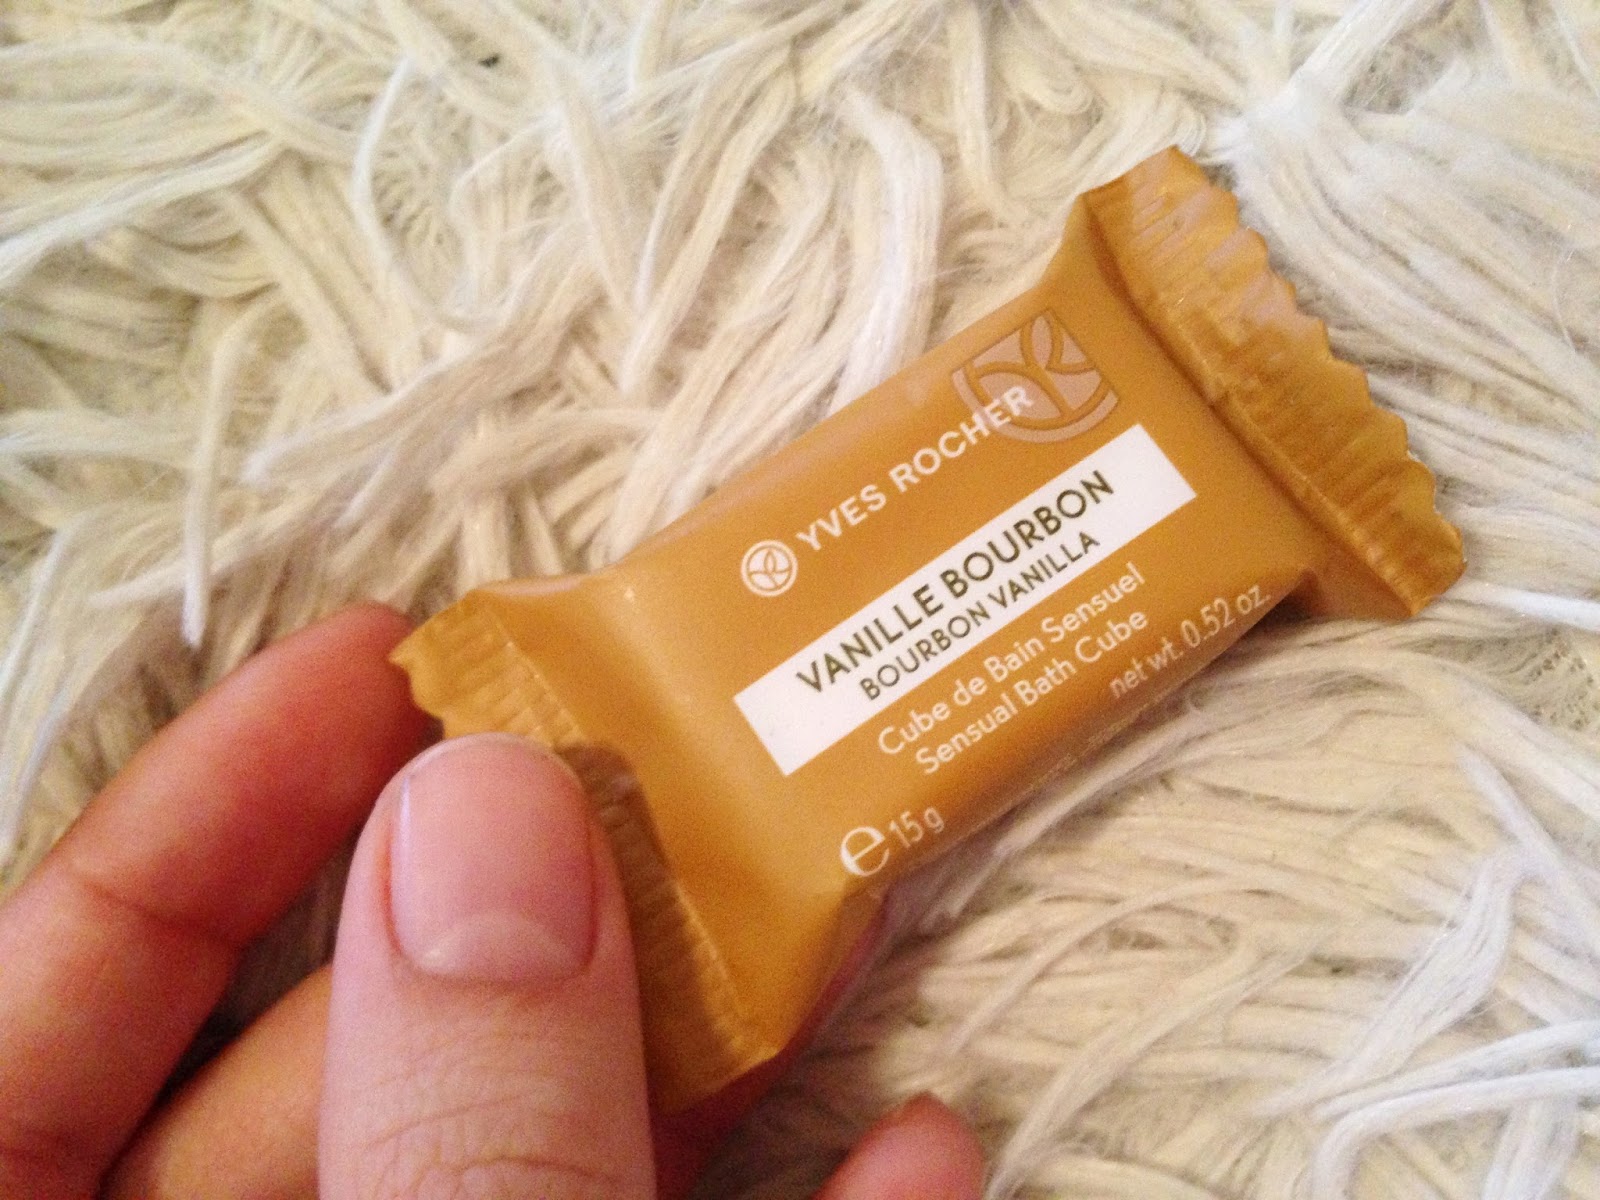 YVES ROCHER
VANILLE BOURBON
BOURBON VANILLA
Cube de Bain Sensuel
Sensual Bath Cube
℮ 15 g
net wt. 0.52 oz.